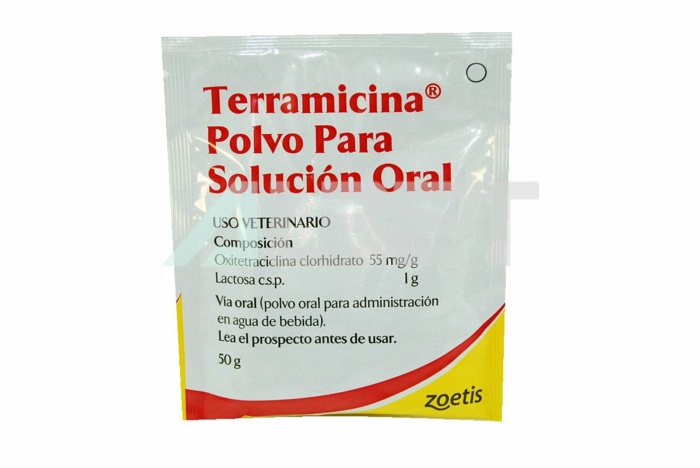 Terramicina®
Polvo Para
Solución Oral
USO VETERINARIO
Composición
Oxitetraciclina clorhidrato 55 mg/g
Lactosa c.s.p. 1 g
Via oral (polvo oral para administración
en agua de bebida).
Lea el prospecto antes de usar.
50 g
zoetis